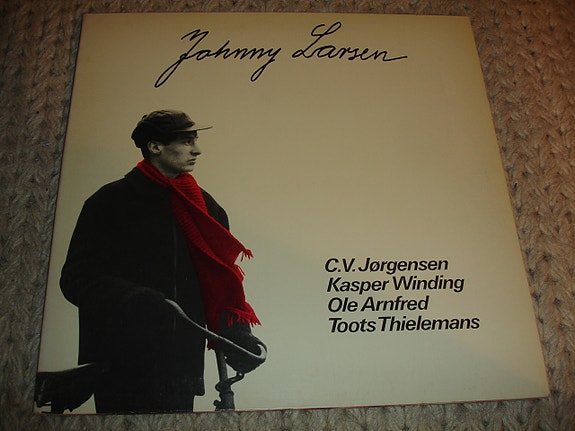 Johnny Larsen
C.V. Jørgensen
Kasper Winding
Ole Arnfred
Toots Thielemans